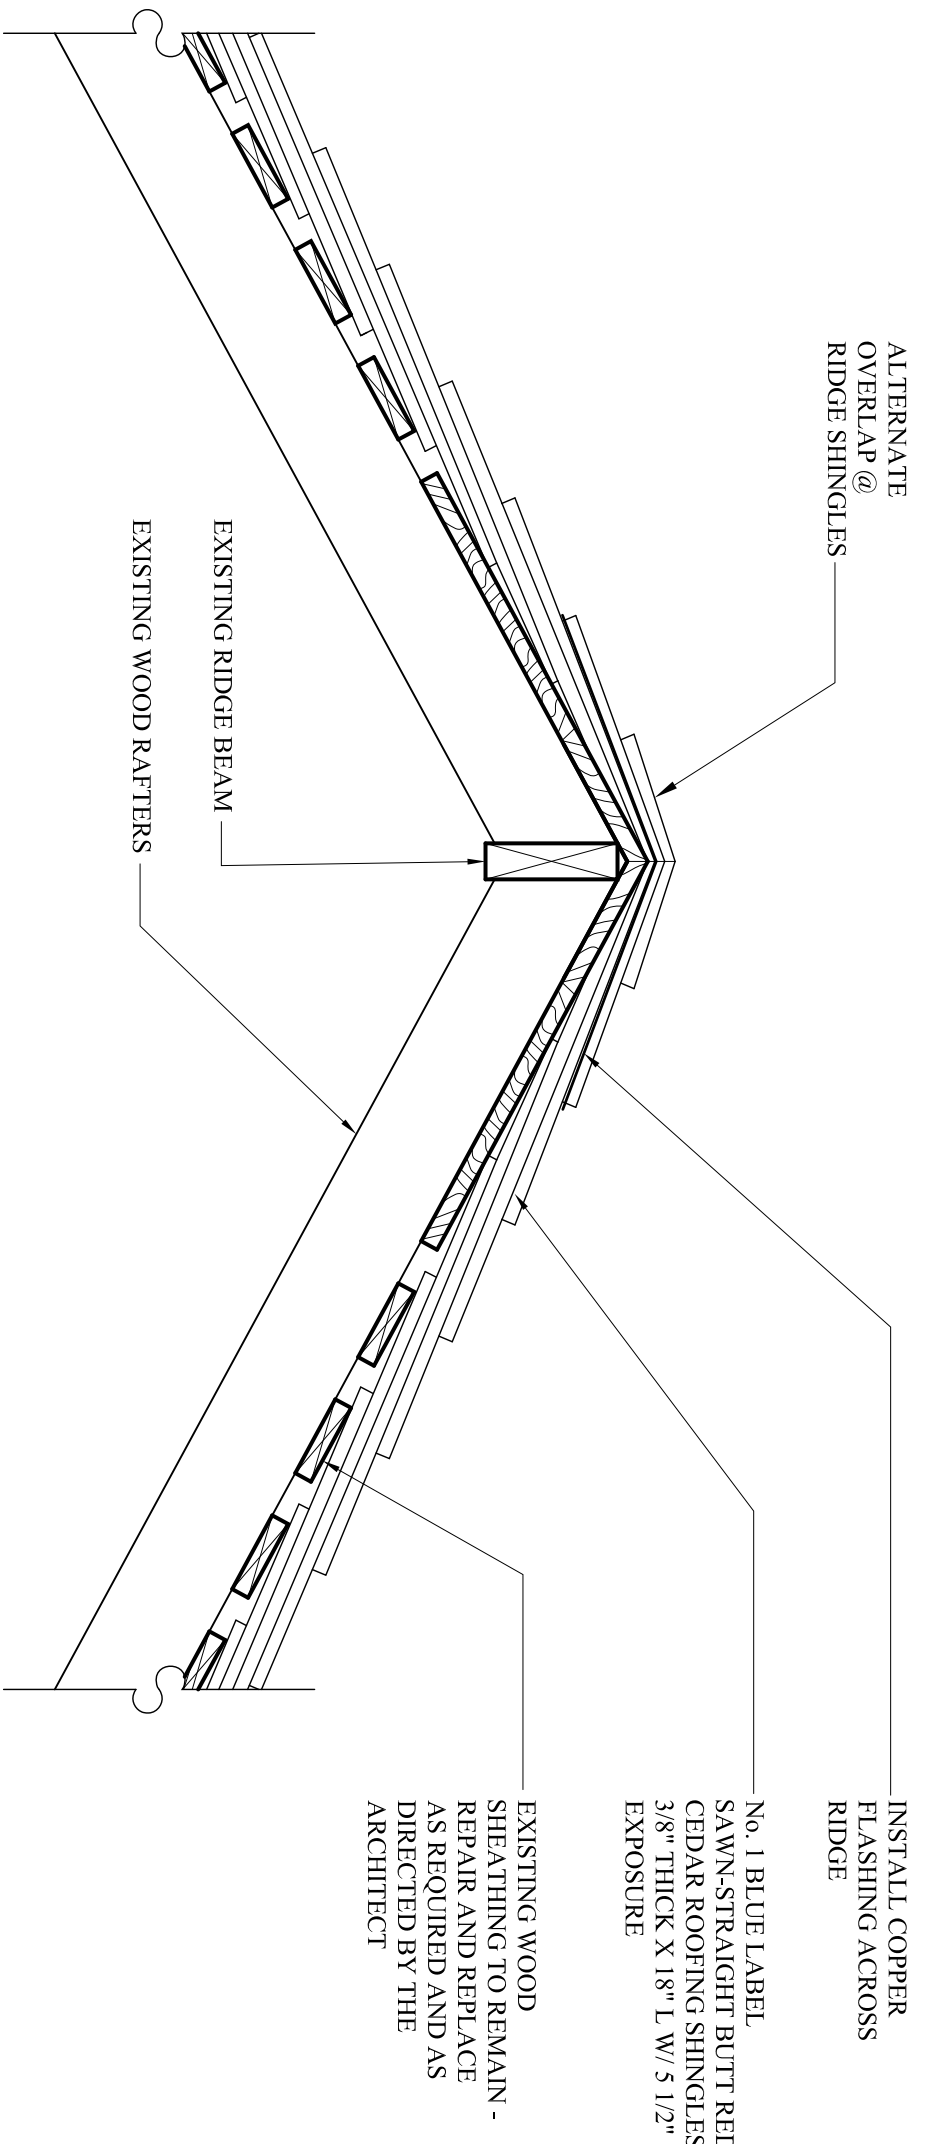 ALTERNATE
OVERLAP @
RIDGE SHINGLES
EXISTING RIDGE BEAM
EXISTING WOOD RAFTERS
INSTALL COPPER
FLASHING ACROSS
RIDGE
No. 1 BLUE LABEL
SAWN-STRAIGHT BUTT RED
CEDAR ROOFING SHINGLES
3/8" THICK X 18" L W/ 5 1/2"
EXPOSURE
EXISTING WOOD
SHEATHING TO REMAIN -
REPAIR AND REPLACE
AS REQUIRED AND AS
DIRECTED BY THE
ARCHITECT